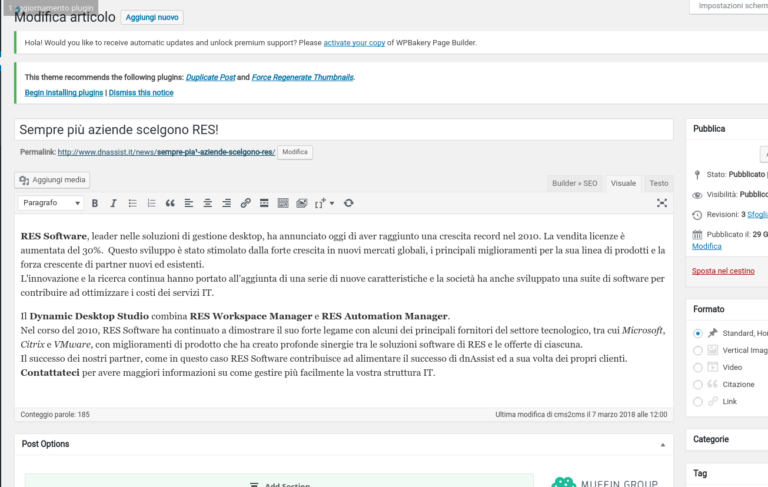 1 aggiornamento plugin
Impostazioni scherm
Modifica articolo Aggiungi nuovo
Hola! Would you like to receive automatic updates and unlock premium support? Please activate your copy of WPBakery Page Builder.
This theme recommends the following plugins: Duplicate Post and Force Regenerate Thumbnails.
Begin installing plugins | Dismiss this notice
Sempre più aziende scelgono RES!
Permalink: http://www.dnassist.it/news/sempre-pia¹-aziende-scelgono-res/ Modifica
Aggiungi media
Builder » SEO Visuale Testo
Paragrafo
RES Software, leader nelle soluzioni di gestione desktop, ha annunciato oggi di aver raggiunto una crescita record nel 2010. La vendita licenze è
aumentata del 30%. Questo sviluppo è stato stimolato dalla forte crescita in nuovi mercati globali, i principali miglioramenti per la sua linea di prodotti e la
forza crescente di partner nuovi ed esistenti.
L'innovazione e la ricerca continua hanno portato all'aggiunta di una serie di nuove caratteristiche e la società ha anche sviluppato una suite di software per
contribuire ad ottimizzare i costi dei servizi IT.
Il Dynamic Desktop Studio combina RES Workspace Manager e RES Automation Manager.
Nel corso del 2010, RES Software ha continuato a dimostrare il suo forte legame con alcuni dei principali fornitori del settore tecnologico, tra cui Microsoft,
Citrix e VMware, con miglioramenti di prodotto che ha creato profonde sinergie tra le soluzioni software di RES e le offerte di ciascuna.
Il successo dei nostri partner, come in questo caso RES Software contribuisce ad alimentare il successo di dnAssist ed a sua volta dei propri clienti.
Contattateci per avere maggiori informazioni su come gestire più facilmente la vostra struttura IT.
Conteggio parole: 185
Ultima modifica di cms2cms il 7 marzo 2018 alle 12:00
Post Options
Add Section
MUFFIN GROUP
Pubblica
Stato: Pubblicato
Visibilità: Pubblico
Revisioni: 3 Sfogli
Pubblicato il: 29 G
Modifica
Sposta nel cestino
Formato
Standard, Ho
Vertical Imag
Video
Citazione
Link
Categorie
Tag